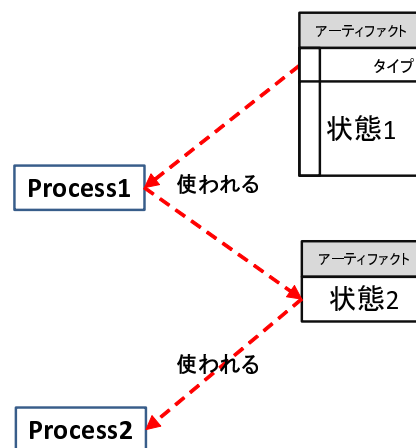 アーティファクト
タイプ
状態1
Process1
使われる
アーティファクト
状態2
使われる
Process2